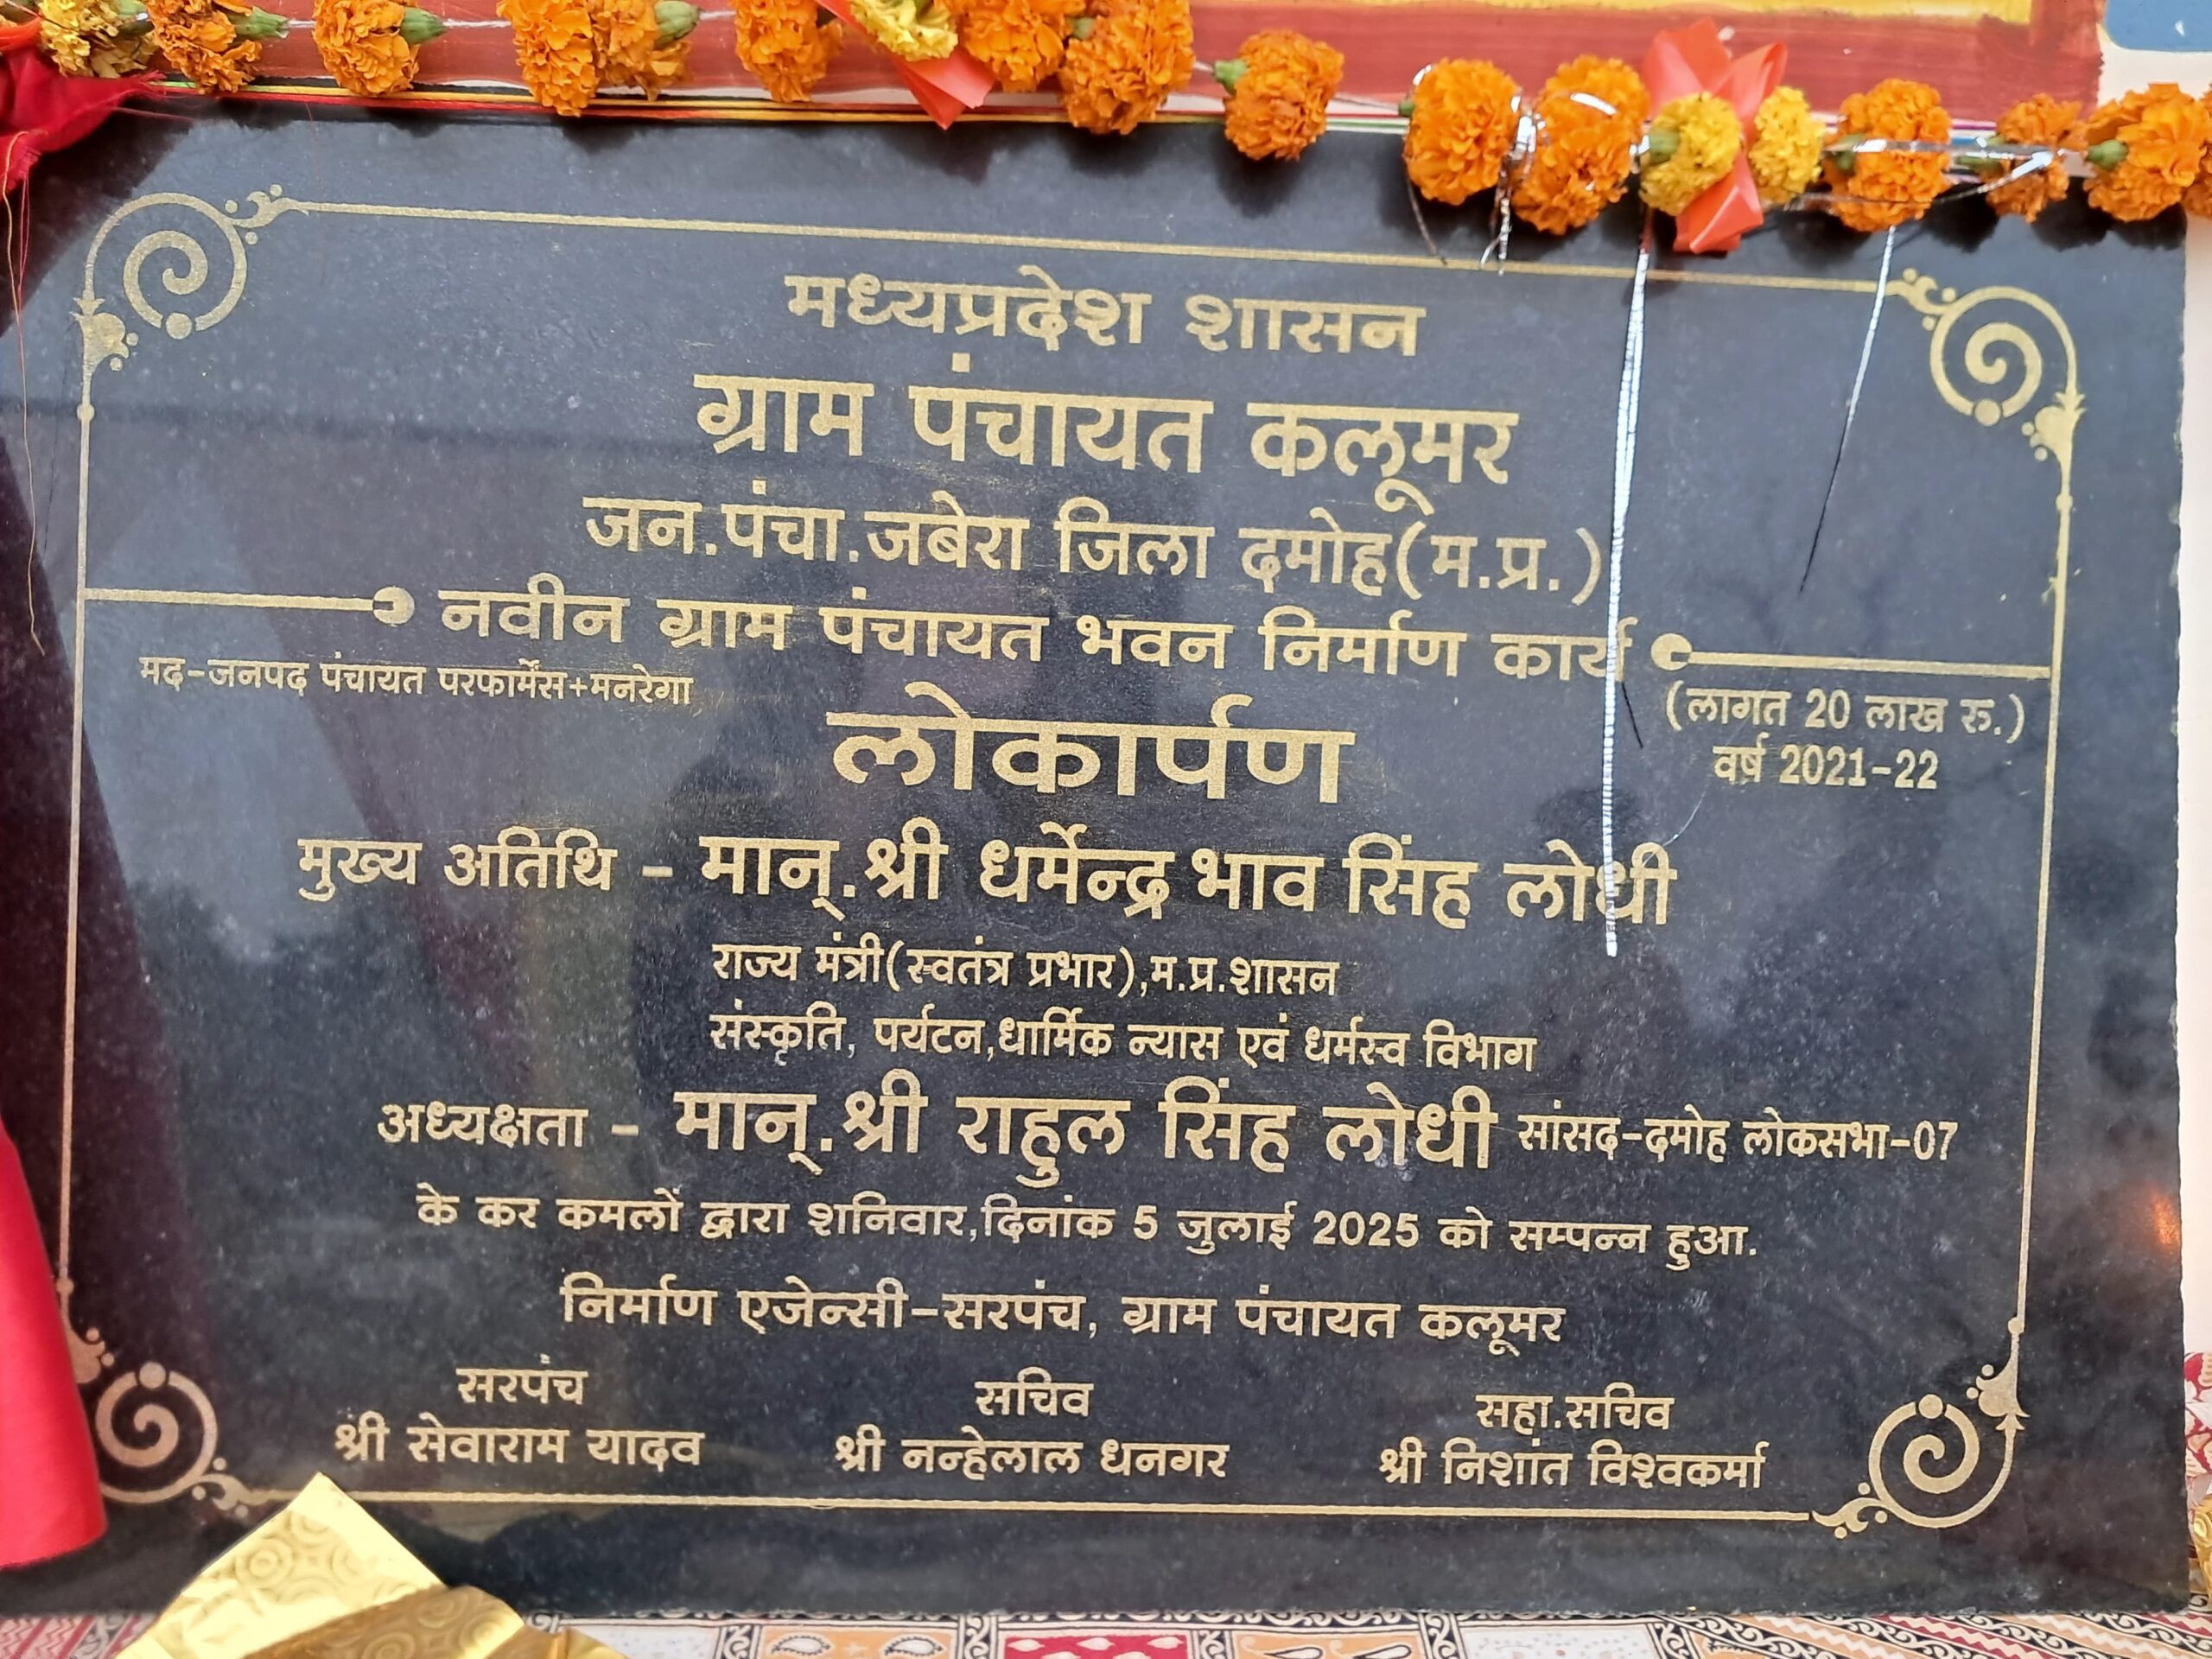 मध्यप्रदेश शासन
ग्राम पंचायत कलूमर
जन.पंचा.जबेरा जिला दमोह(म.प्र.)
नवीन ग्राम पंचायत भवन निर्माण कार्य
मद-जनपद पंचायत परफार्मेंस+मनरेगा
(लागत 20 लाख रु.)
वर्ष 2021-22
लोकार्पण
मुख्य अतिथि - मान्.श्री धर्मेन्द्र भाव सिंह लोधी
राज्य मंत्री(स्वतंत्र प्रभार),म.प्र.शासन
संस्कृति, पर्यटन,धार्मिक न्यास एवं धर्मस्व विभाग
अध्यक्षता - मान्.श्री राहुल सिंह लोधी सांसद-दमोह लोकसभा-07
के कर कमलों द्वारा शनिवार,दिनांक 5 जुलाई 2025 को सम्पन्न हुआ.
निर्माण एजेन्सी-सरपंच, ग्राम पंचायत कलूमर
सरपंच
श्री सेवाराम यादव
सचिव
श्री नन्हेलाल धनगर
सहा.सचिव
श्री निशांत विश्वकर्मा